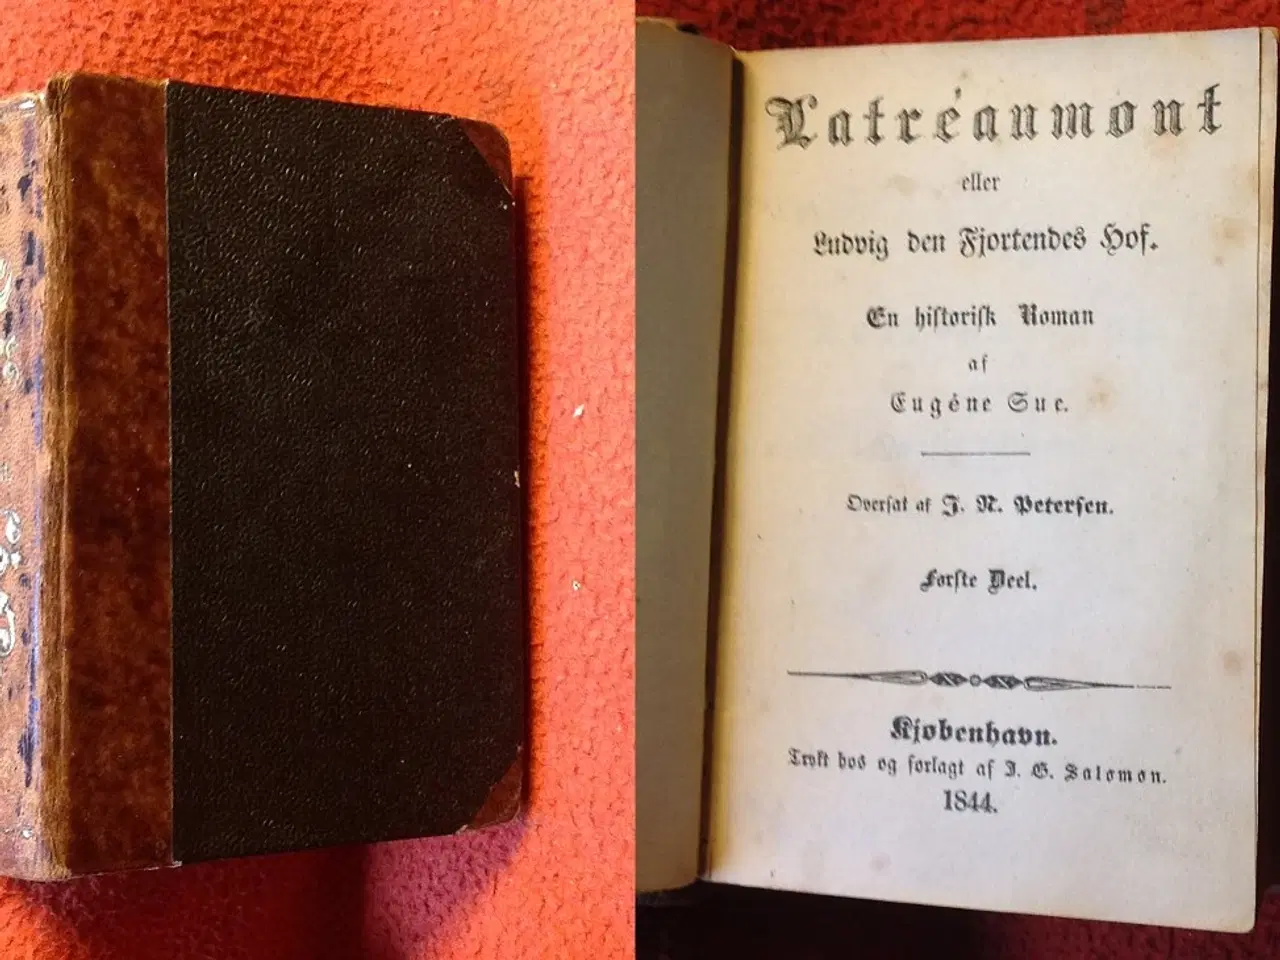 Latréaumont
eller
Ludvig den Fjortendes Hof.
En historisk Roman
af
Eugéne Sue.
Oversat af J. N. Petersen.
Første Deel.
Kjøbenhavn.
Trykt hos og forlagt af J. G. Salomon.
1844.